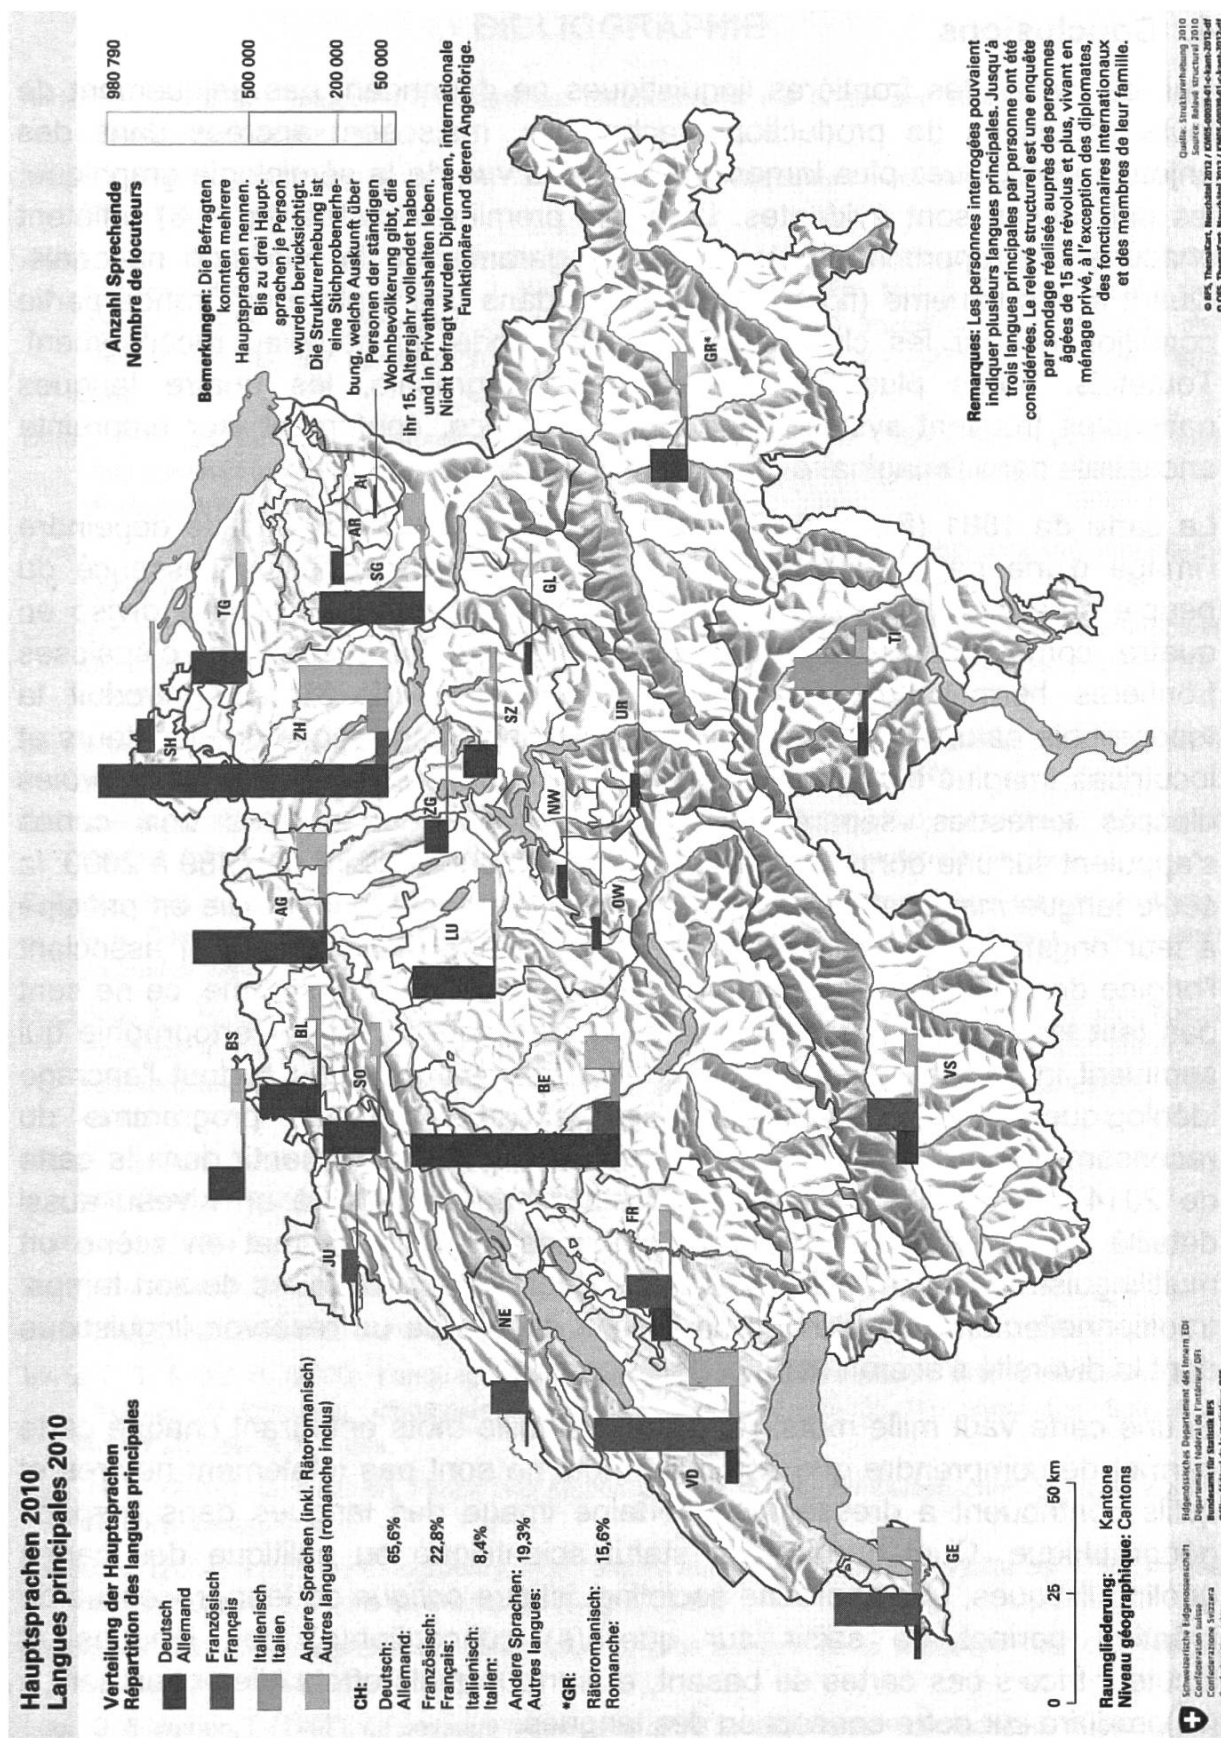 Hauptsprachen 2010
Langues principales 2010
Verteilung der Hauptsprachen
Répartition des langues principales
Deutsch
Allemand
Französisch
Français
Italienisch
Italien
Andere Sprachen (inkl. Rätoromanisch)
Autres langues (romanche inclus)
CH:
Deutsch:
Allemand:
65,6%
Französisch:
Français:
22,8%
Italienisch:
Italien:
8,4%
Andere Sprachen:
Autres langues:
19,3%
*GR:
Rätoromanisch:
Romanche:
15,6%
0 25 50 km
Raumgliederung: Kantone
Niveau géographique: Cantons
Anzahl Sprechende
Nombre de locuteurs
980 790
500 000
200 000
50 000
Bemerkungen: Die Befragten
konnten mehrere
Hauptsprachen nennen.
Bis zu drei Haupt-
sprachen je Person
wurden berücksichtigt.
Die Strukturerhebung ist
eine Stichprobenerhe-
bung, welche Auskunft über
Personen der ständigen
Wohnbevölkerung gibt, die
ihr 15. Altersjahr vollendet haben
und in Privathaushalten leben.
Nicht befragt wurden Diplomaten, internationale
Funktionäre und deren Angehörige.
SH
TG
BS
BL
AG
ZH
AR
AI
SG
JU
SO
LU
ZG
SZ
GL
NE
BE
OW
NW
UR
GR*
FR
VD
VS
TI
GE
Remarques: Les personnes interrogées pouvaient
indiquer plusieurs langues principales. Jusqu'à
trois langues principales par personne ont été
considérées. Le relevé structurel est une enquête
par sondage réalisée auprès des personnes
âgées de 15 ans révolus et plus, vivant en
ménage privé, à l'exception des diplomates,
des fonctionnaires internationaux
et des membres de leur famille.
Schweizerische Eidgenossenschaft
Confédération suisse
Confederazione Svizzera
Eidgenössisches Departement des Innern EDI
Département fédéral de l'intérieur DFI
Bundesamt für Statistik BFS
Quelle: Strukturerhebung 2010
Source: Relevé structurel 2010